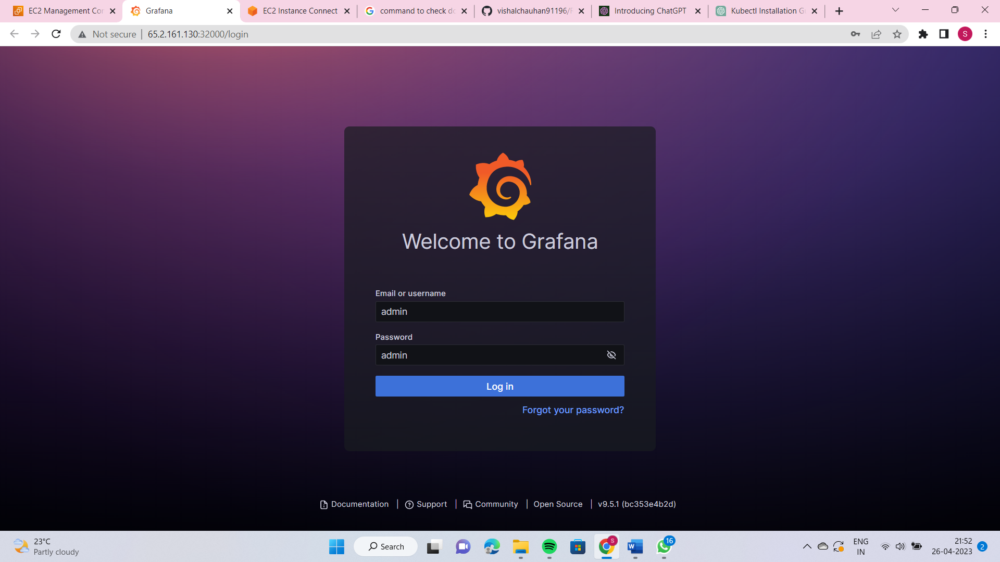 EC2 Management Con
Grafana
EC2 Instance Connect
command to check do
vishalchauhan91196/
Introducing ChatGPT
Kubectl Installation Gu
Not secure
65.2.161.130:32000/login
S
Welcome to Grafana
Email or username
admin
Password
admin
Log in
Forgot your password?
Documentation
Support
Community
Open Source
v9.5.1 (bc353e4b2d)
23°C
Partly cloudy
Search
S
W
16
ENG
IN
21:52
26-04-2023
2